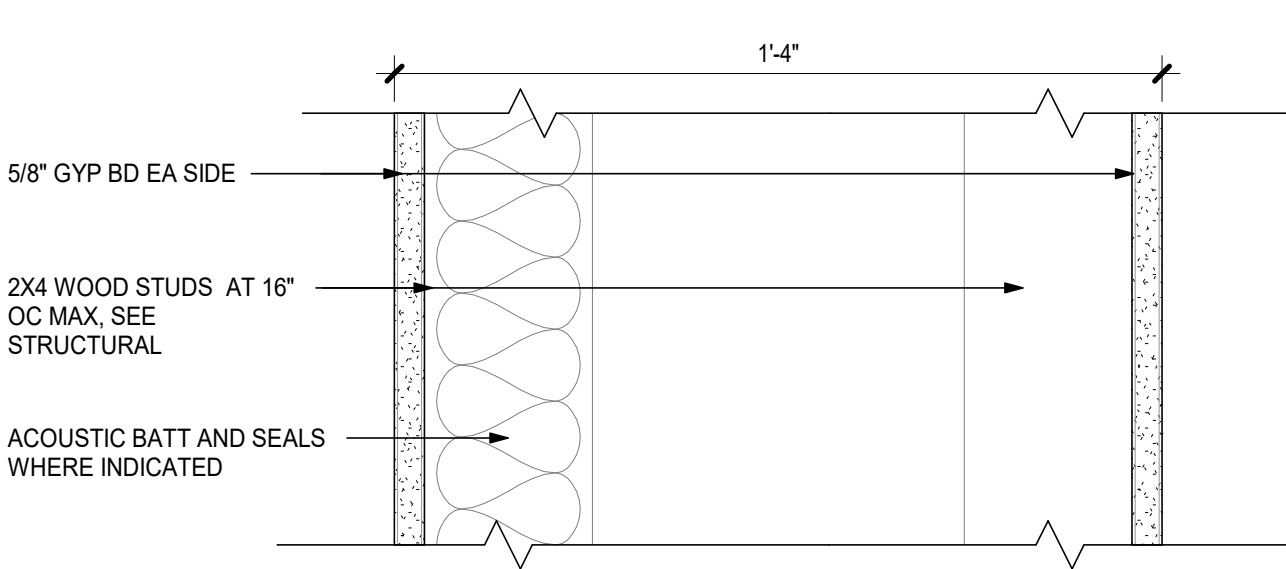 1'-4"
5/8" GYP BD EA SIDE
2X4 WOOD STUDS  AT 16"
OC MAX, SEE
STRUCTURAL
ACOUSTIC BATT AND SEALS
WHERE INDICATED